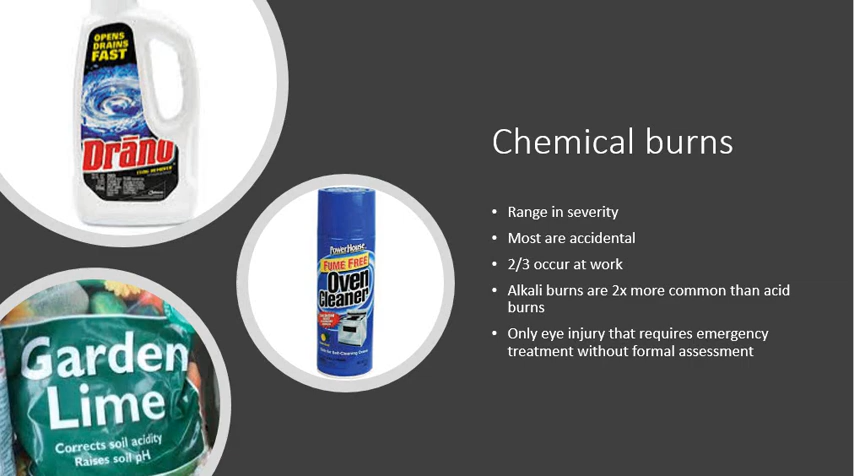 OPENS
DRAINS
FAST
Drāno
PowerHouse
FUME FREE
Oven
Cleaner
Garden
Lime
Corrects soil acidity
Raises soil pH
Chemical burns
• Range in severity
• Most are accidental
• 2/3 occur at work
• Alkali burns are 2x more common than acid
burns
• Only eye injury that requires emergency
treatment without formal assessment